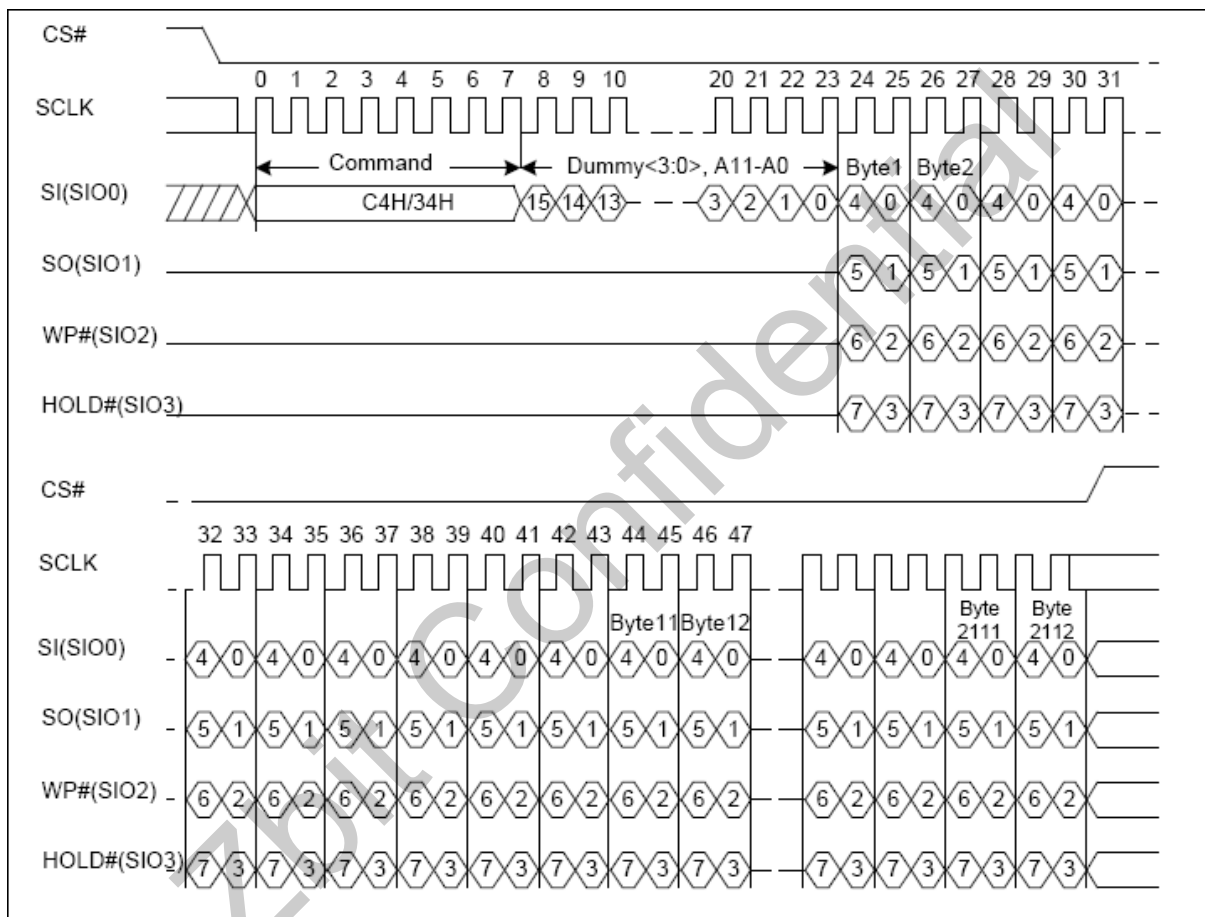 CS#
0 1 2 3 4 5 6 7 8 9 10 20 21 22 23 24 25 26 27 28 29 30 31
SCLK
Command Dummy<3:0>, A11-A0 Byte1 Byte2
SI(SIO0) C4H/34H 15 14 13 3 2 1 0 4 0 4 0 4 0 4 0
SO(SIO1) 5 1 5 1 5 1 5 1
WP#(SIO2) 6 2 6 2 6 2 6 2
HOLD#(SIO3) 7 3 7 3 7 3 7 3
CS#
32 33 34 35 36 37 38 39 40 41 42 43 44 45 46 47
SCLK
Byte11 Byte12 Byte 2111 Byte 2112
SI(SIO0) 4 0 4 0 4 0 4 0 4 0 4 0 4 0 4 0 4 0 4 0 4 0 4 0
SO(SIO1) 5 1 5 1 5 1 5 1 5 1 5 1 5 1 5 1 5 1 5 1 5 1 5 1
WP#(SIO2) 6 2 6 2 6 2 6 2 6 2 6 2 6 2 6 2 6 2 6 2 6 2 6 2
HOLD#(SIO3) 7 3 7 3 7 3 7 3 7 3 7 3 7 3 7 3 7 3 7 3 7 3 7 3
Zbit Confidential